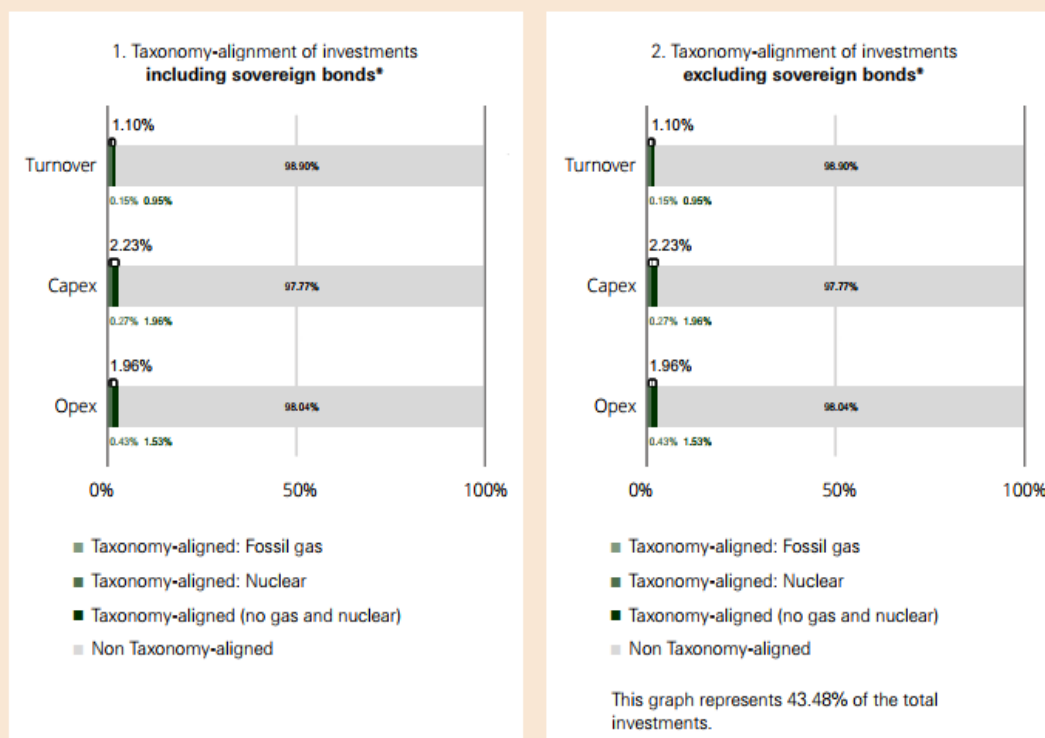 1. Taxonomy-alignment of investments
including sovereign bonds*
1.10%
Turnover
98.90%
0.15% 0.95%
2.23%
Capex
97.77%
0.27% 1.96%
1.96%
Opex
98.04%
0.43% 1.53%
0%
50%
100%
Taxonomy-aligned: Fossil gas
Taxonomy-aligned: Nuclear
Taxonomy-aligned (no gas and nuclear)
Non Taxonomy-aligned
2. Taxonomy-alignment of investments
excluding sovereign bonds*
1.10%
Turnover
98.90%
0.15% 0.95%
2.23%
Capex
97.77%
0.27% 1.96%
1.96%
Opex
98.04%
0.43% 1.53%
0%
50%
100%
Taxonomy-aligned: Fossil gas
Taxonomy-aligned: Nuclear
Taxonomy-aligned (no gas and nuclear)
Non Taxonomy-aligned
This graph represents 43.48% of the total
investments.